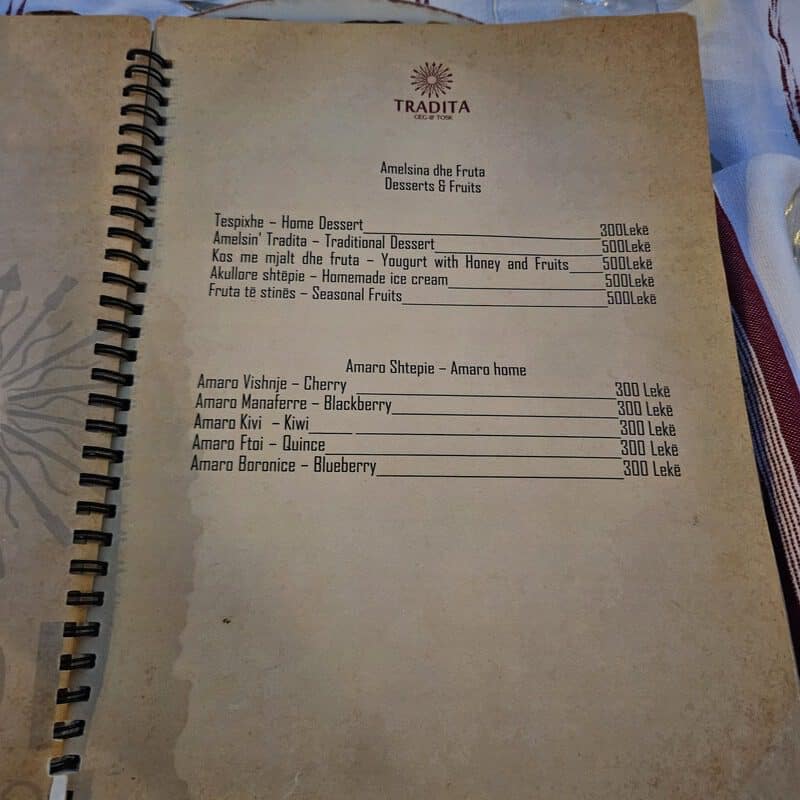 TRADITA
GEG & TOSK
Amelsina dhe Fruta
Desserts & Fruits
Tespixhe – Home Dessert 300Lekë
Amelsin' Tradita – Traditional Dessert 500Lekë
Kos me mjalt dhe fruta – Yougurt with Honey and Fruits 500Lekë
Akullore shtëpie – Homemade ice cream 500Lekë
Fruta të stinës – Seasonal Fruits 500Lekë
Amaro Shtepie – Amaro home
Amaro Vishnje – Cherry 300 Lekë
Amaro Manaferre – Blackberry 300 Lekë
Amaro Kivi – Kiwi 300 Lekë
Amaro Ftoi – Quince 300 Lekë
Amaro Boronice – Blueberry 300 Lekë